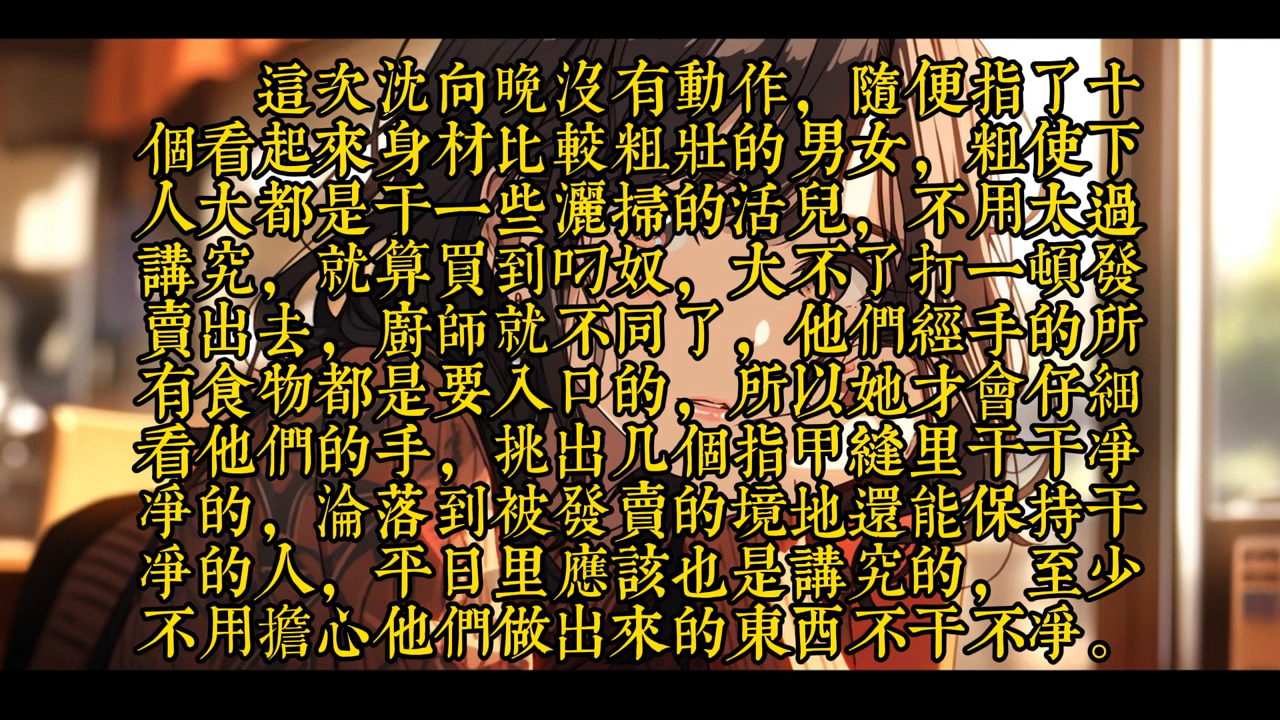 這次沈向晚沒有動作，隨便指了十
個看起來身材比較粗壯的男女，粗使下
人大都是干一些灑掃的活兒，不用太過
講究，就算買到叼奴，大不了打一頓發
賣出去，廚師就不同了，他們經手的所
有食物都是要入口的，所以她才會仔細
看他們的手，挑出几個指甲縫里干干凈
凈的，淪落到被發賣的境地還能保持干
凈的人，平日里應該也是講究的，至少
不用擔心他們做出來的東西不干不凈。